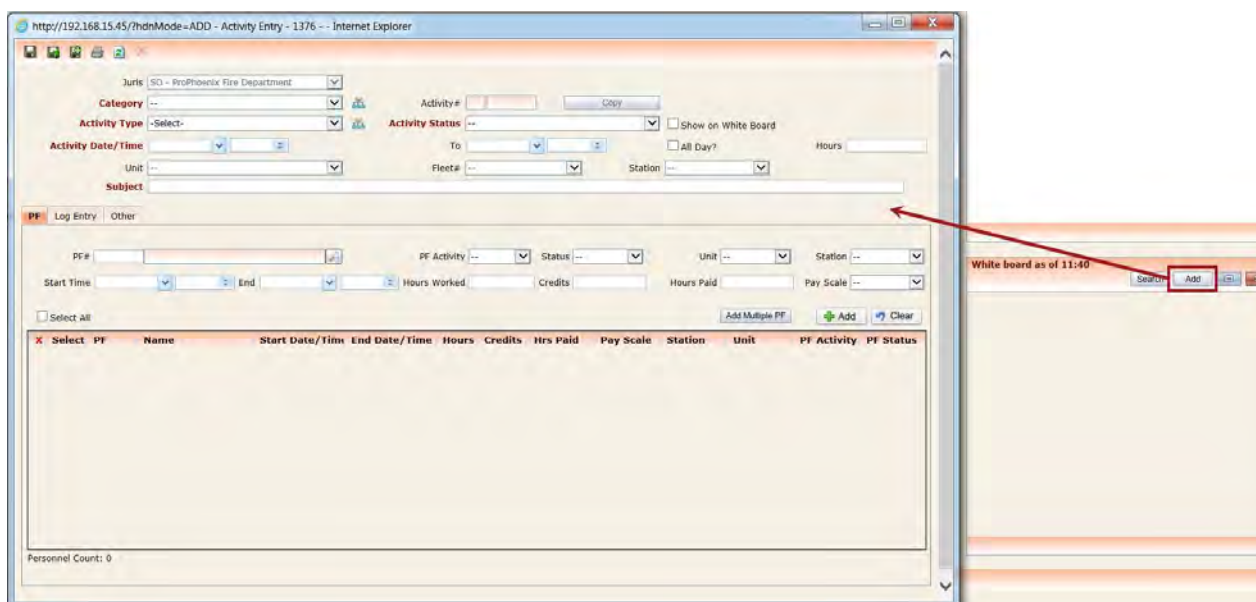 http://192.168.15.45/?hdnMode=ADD - Activity Entry - 1376 - - Internet Explorer
Juris SD - ProPhoenix Fire Department
Category -- Activity# Copy
Activity Type -Select- Activity Status -- Show on White Board
Activity Date/Time To All Day? Hours
Unit -- Fleet# -- Station --
Subject
PF Log Entry Other
PF# PF Activity -- Status -- Unit -- Station --
Start Time End Hours Worked Credits Hours Paid Pay Scale --
Select All Add Multiple PF Add Clear
X Select PF Name Start Date/Time End Date/Time Hours Credits Hrs Paid Pay Scale Station Unit PF Activity PF Status
Personnel Count: 0
White board as of 11:40
Search Add